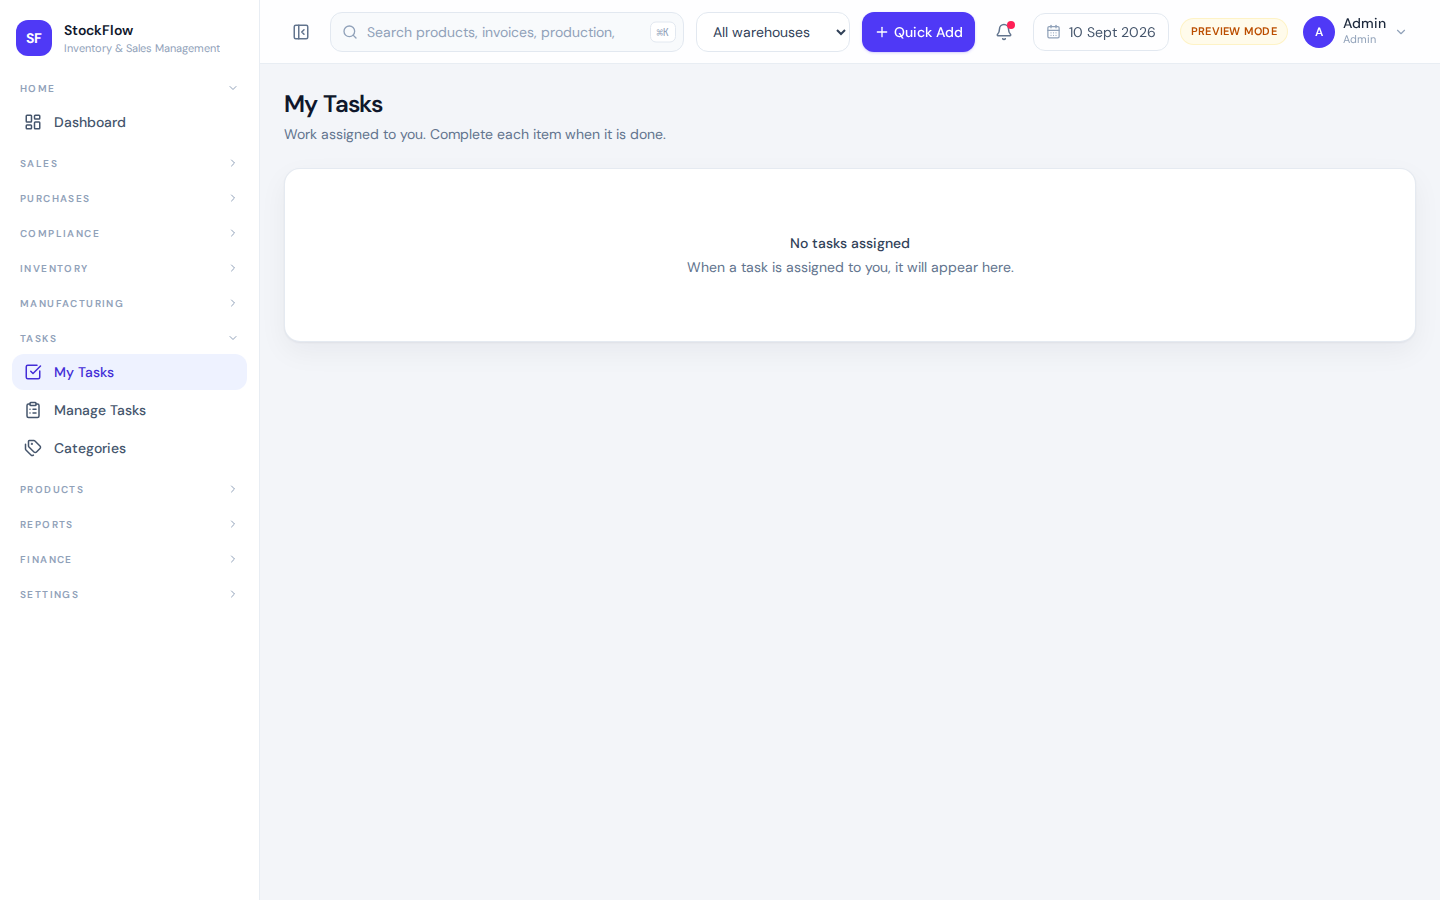 SF
StockFlow
Inventory & Sales Management
HOME
Dashboard
SALES
PURCHASES
COMPLIANCE
INVENTORY
MANUFACTURING
TASKS
My Tasks
Manage Tasks
Categories
PRODUCTS
REPORTS
FINANCE
SETTINGS
Search products, invoices, production,
⌘K
All warehouses
+ Quick Add
10 Sept 2026
PREVIEW MODE
A
Admin
Admin
My Tasks
Work assigned to you. Complete each item when it is done.
No tasks assigned
When a task is assigned to you, it will appear here.